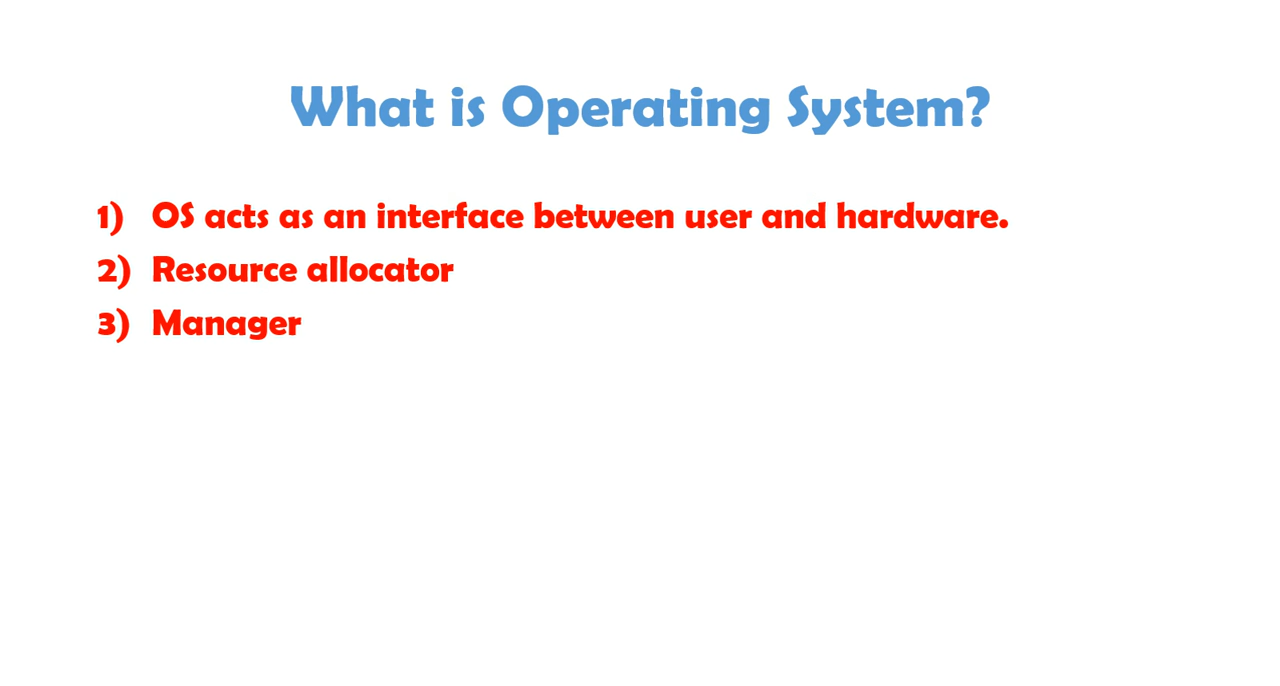 What is Operating System?
1) OS acts as an interface between user and hardware.
2) Resource allocator
3) Manager